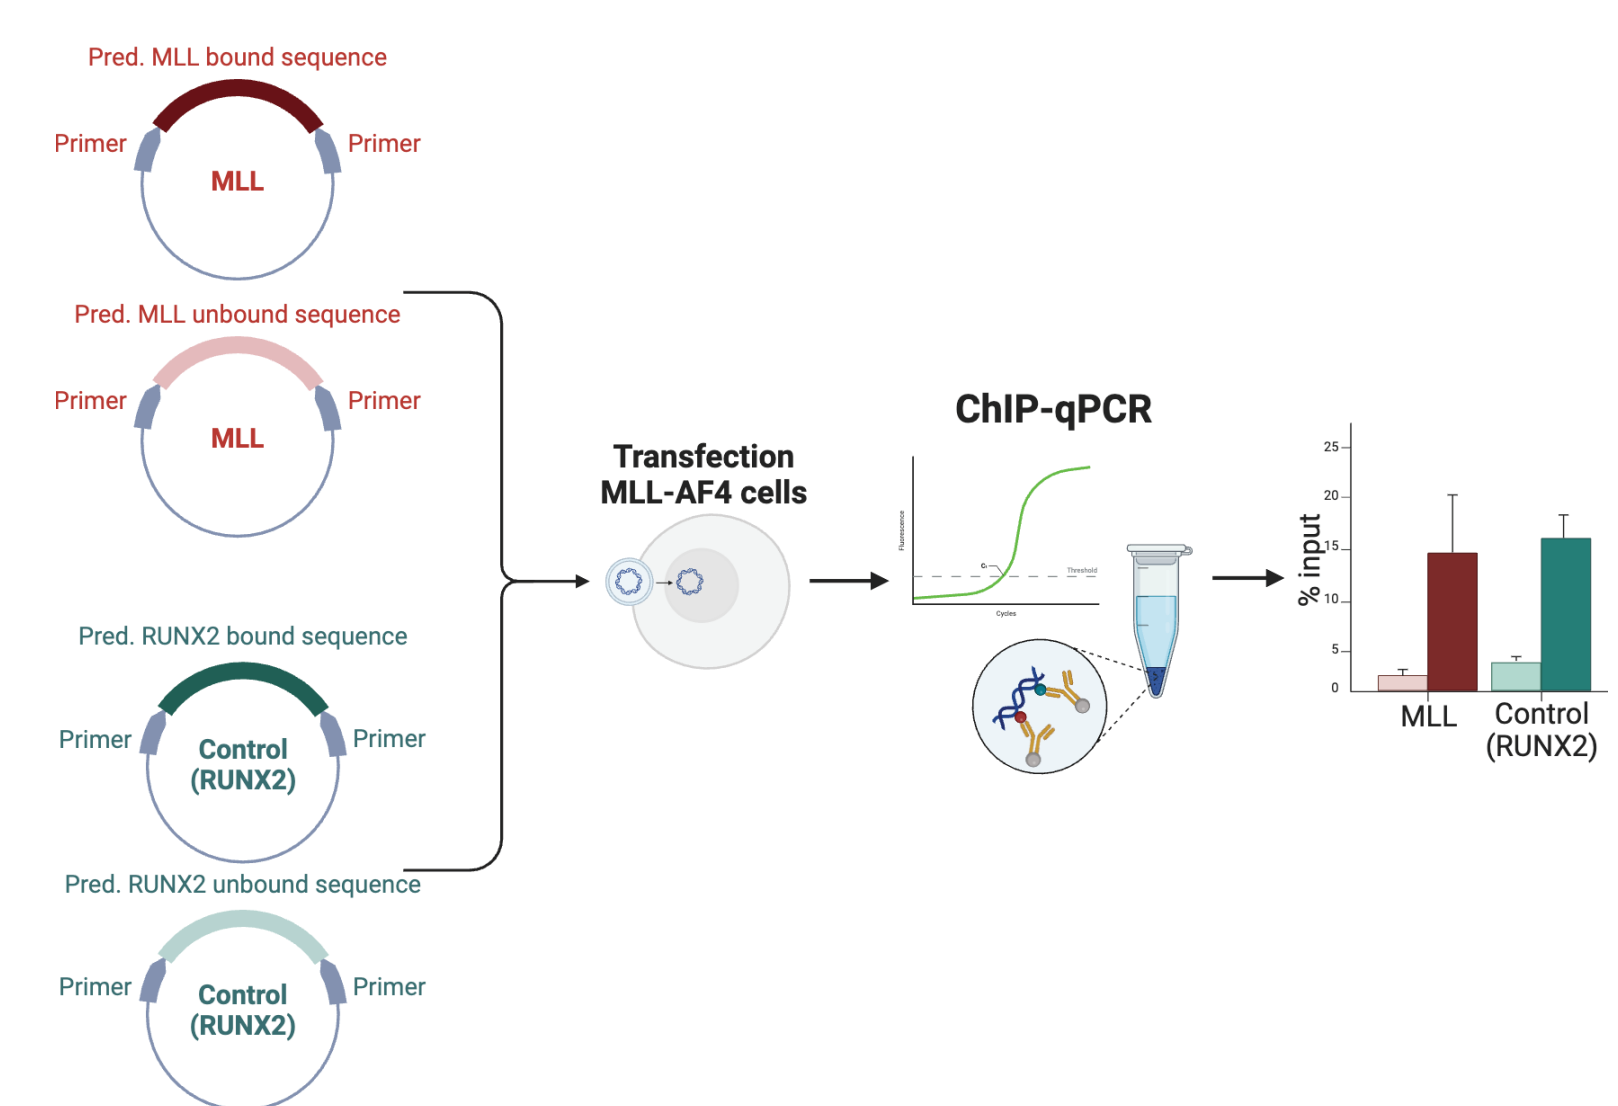 Pred. MLL bound sequence
Primer
Primer
MLL
Pred. MLL unbound sequence
Primer
Primer
MLL
Pred. RUNX2 bound sequence
Primer
Primer
Control
(RUNX2)
Pred. RUNX2 unbound sequence
Primer
Primer
Control
(RUNX2)
Transfection
MLL-AF4 cells
ChIP-qPCR
Fluorescence
Threshold
Cycles
% input
25
20
15
10
5
0
MLL
Control
(RUNX2)